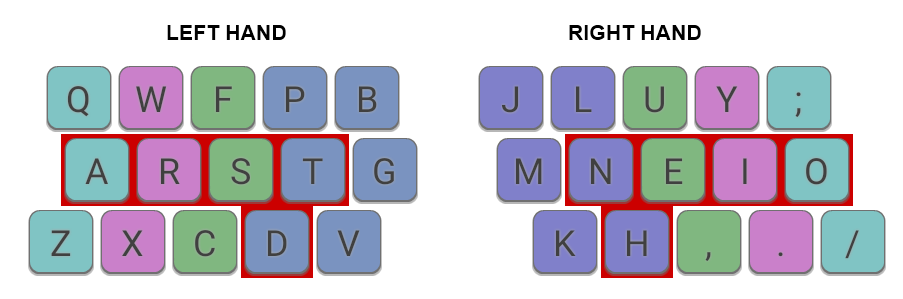 LEFT HAND RIGHT HAND
Q W F P B J L U Y ;
A R S T G M N E I O
Z X C D V K H , . /